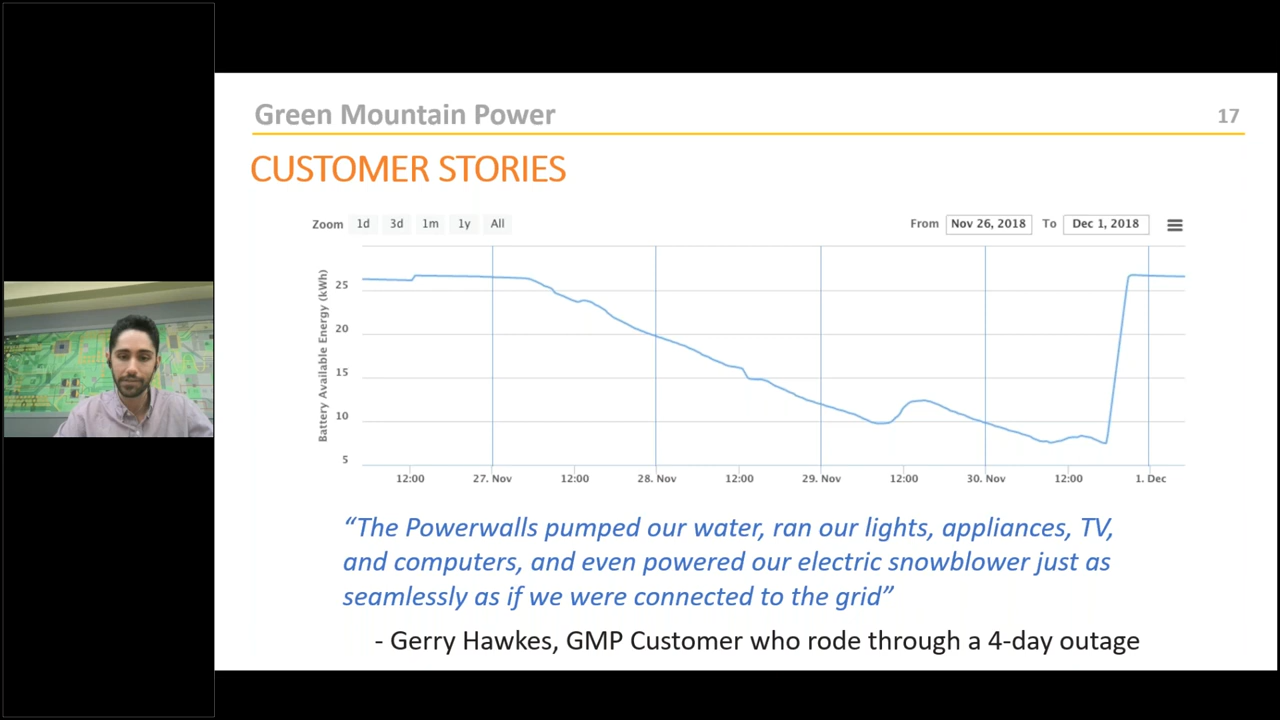 Green Mountain Power
17
CUSTOMER STORIES
Zoom 1d 3d 1m 1y All From Nov 26, 2018 To Dec 1, 2018
Battery Available Energy (kWh)
25
20
15
10
5
12:00 27. Nov 12:00 28. Nov 12:00 29. Nov 12:00 30. Nov 12:00 1. Dec
“The Powerwalls pumped our water, ran our lights, appliances, TV,
and computers, and even powered our electric snowblower just as
seamlessly as if we were connected to the grid”
- Gerry Hawkes, GMP Customer who rode through a 4-day outage